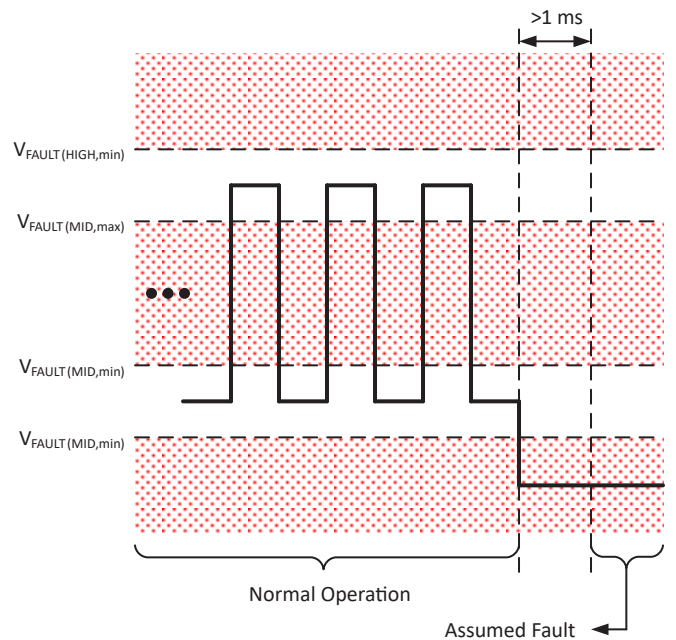 >1 ms
VFAULT(HIGH,min)
VFAULT(MID,max)
VFAULT(MID,min)
VFAULT(MID,min)
Normal Operation
Assumed Fault